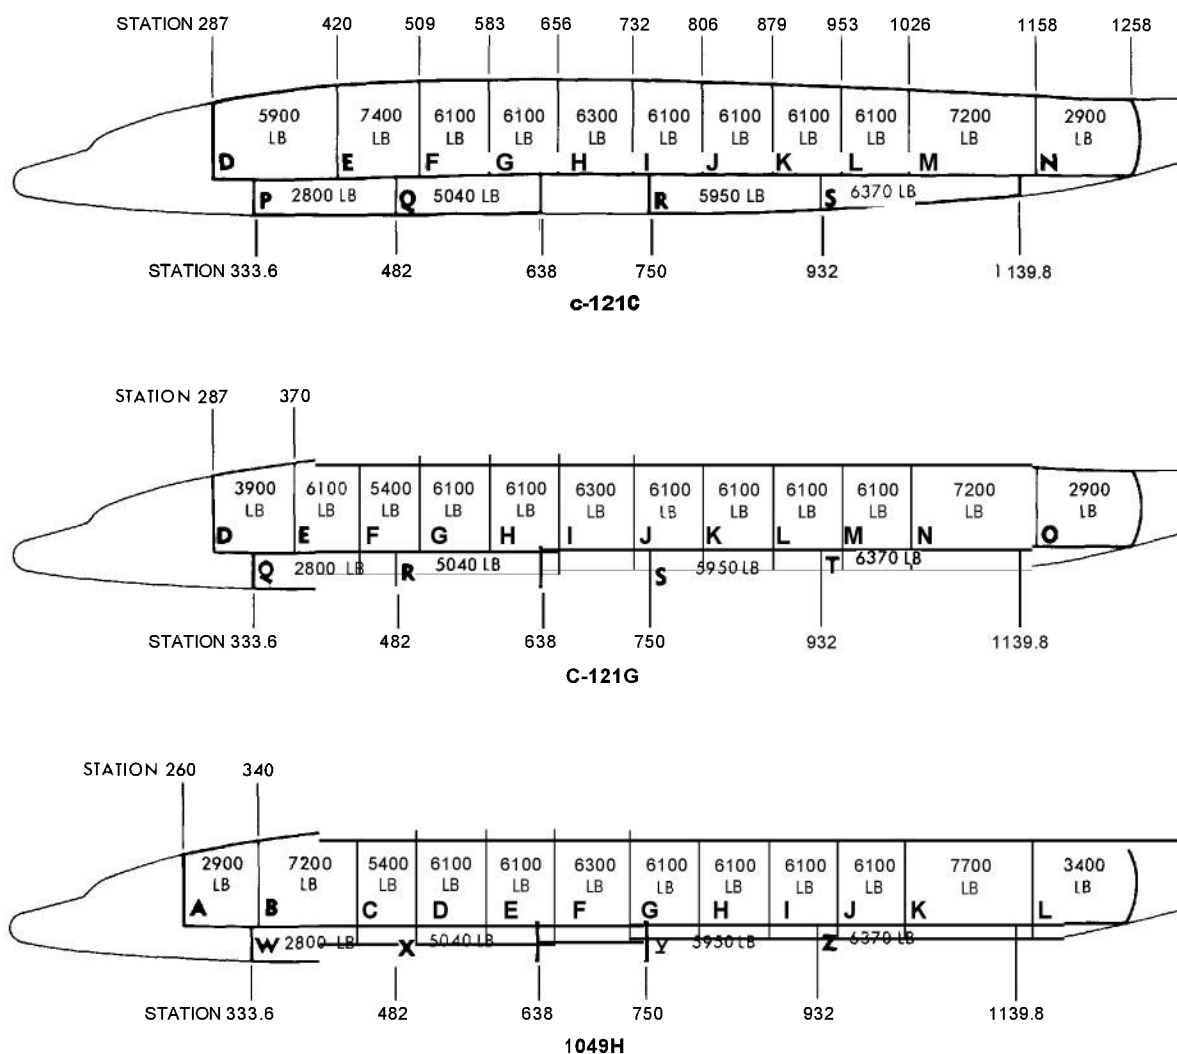 STATION 287 420 509 583 656 732 806 879 953 1026 1158 1258
5900 7400 6100 6100 6300 6100 6100 6100 6100 7200 2900
LB LB LB LB LB LB LB LB LB LB LB
D E F G H I J K L M N
P 2800 LB Q 5040 LB R 5950 LB S 6370 LB
STATION 333.6 482 638 750 932 1139.8
c-121C
STATION 287 370
3900 6100 5400 6100 6100 6300 6100 6100 6100 6100 7200 2900
LB LB LB LB LB LB LB LB LB LB LB LB
D E F G H I J K L M N O
Q 2800 LB R 5040 LB S 5950 LB T 6370 LB
STATION 333.6 482 638 750 932 1139.8
C-121G
STATION 260 340
2900 7200 5400 6100 6100 6300 6100 6100 6100 6100 7700 3400
LB LB LB LB LB LB LB LB LB LB LB LB
A B C D E F G H I J K L
W 2800 LB X 5040 LB Y 5950 LB Z 6370 LB
STATION 333.6 482 638 750 932 1139.8
1049H